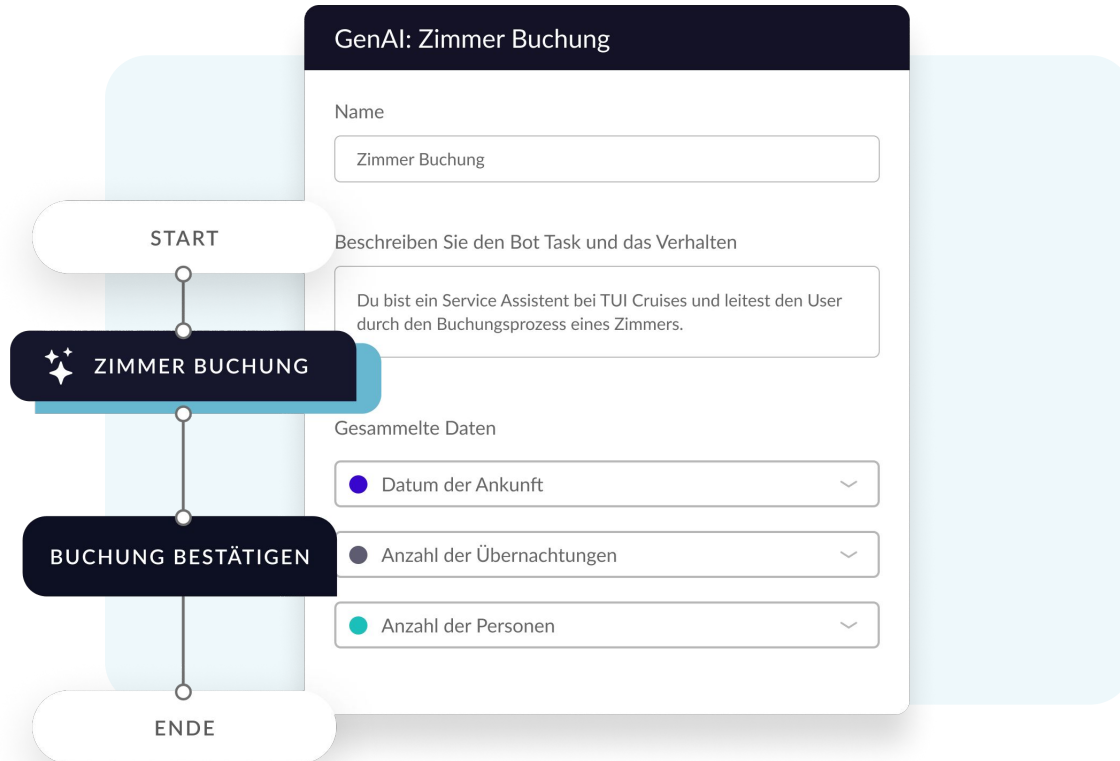 GenAI: Zimmer Buchung
Name
Zimmer Buchung
START
Beschreiben Sie den Bot Task und das Verhalten
Du bist ein Service Assistent bei TUI Cruises und leitest den User
durch den Buchungsprozess eines Zimmers.
ZIMMER BUCHUNG
Gesammelte Daten
Datum der Ankunft
BUCHUNG BESTÄTIGEN
Anzahl der Übernachtungen
Anzahl der Personen
ENDE